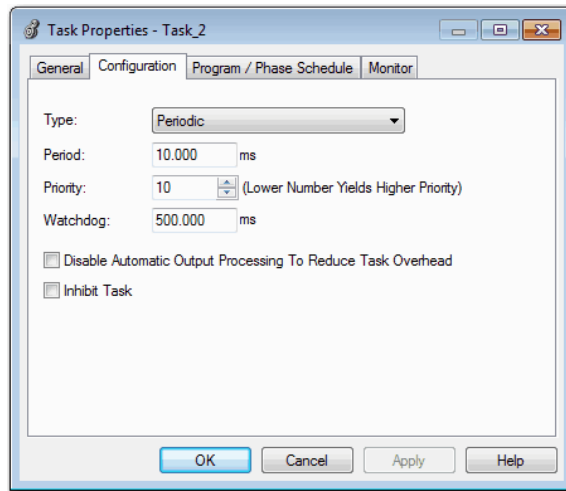 Task Properties - Task_2
General Configuration Program / Phase Schedule Monitor
Type: Periodic
Period: 10.000 ms
Priority: 10 (Lower Number Yields Higher Priority)
Watchdog: 500.000 ms
Disable Automatic Output Processing To Reduce Task Overhead
Inhibit Task
OK Cancel Apply Help